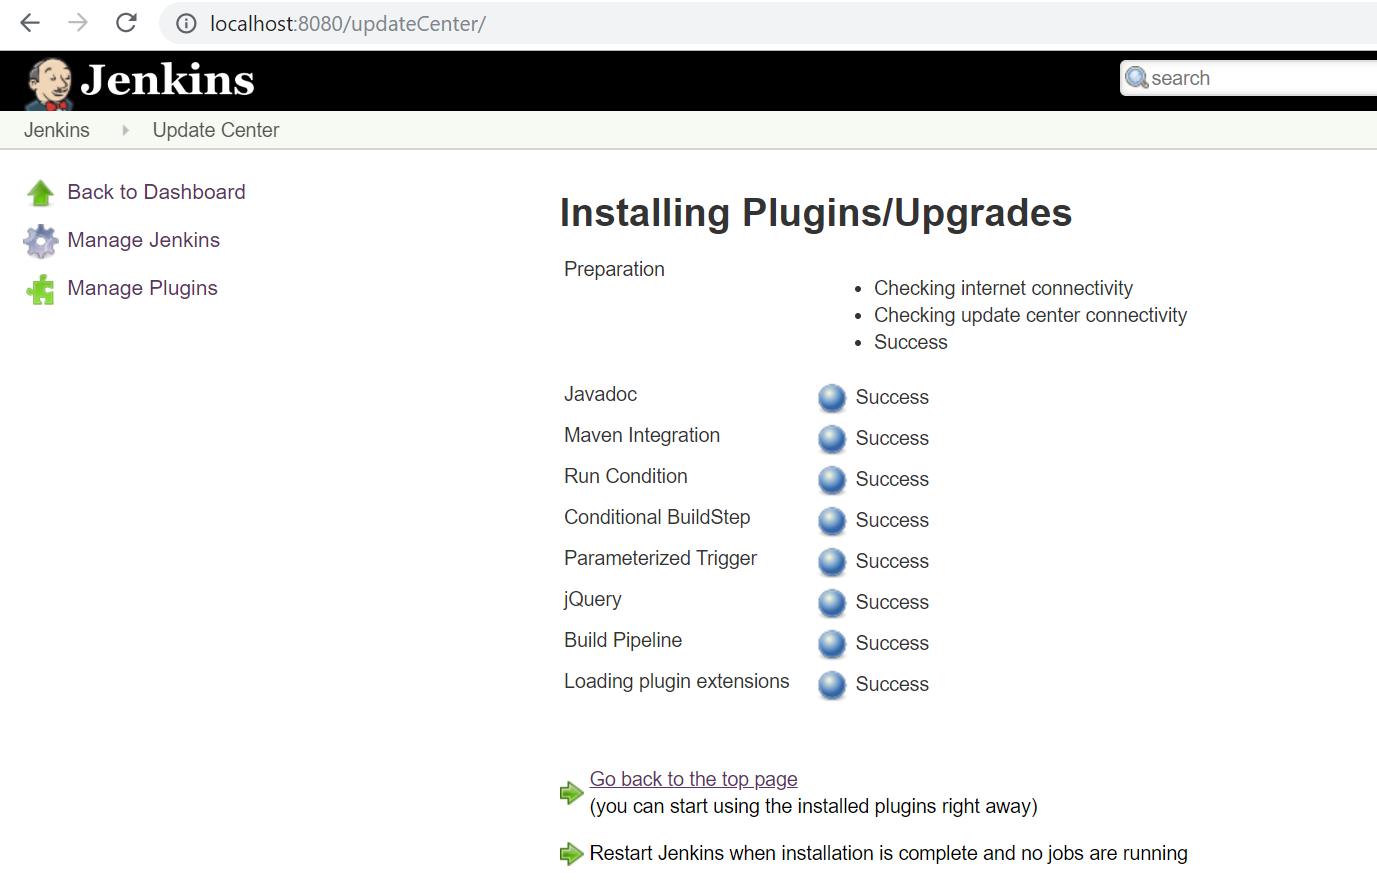 localhost:8080/updateCenter/
Jenkins
search
Jenkins
Update Center
Back to Dashboard
Manage Jenkins
Manage Plugins
Installing Plugins/Upgrades
Preparation
Checking internet connectivity
Checking update center connectivity
Success
Javadoc Success
Maven Integration Success
Run Condition Success
Conditional BuildStep Success
Parameterized Trigger Success
jQuery Success
Build Pipeline Success
Loading plugin extensions Success
Go back to the top page
(you can start using the installed plugins right away)
Restart Jenkins when installation is complete and no jobs are running